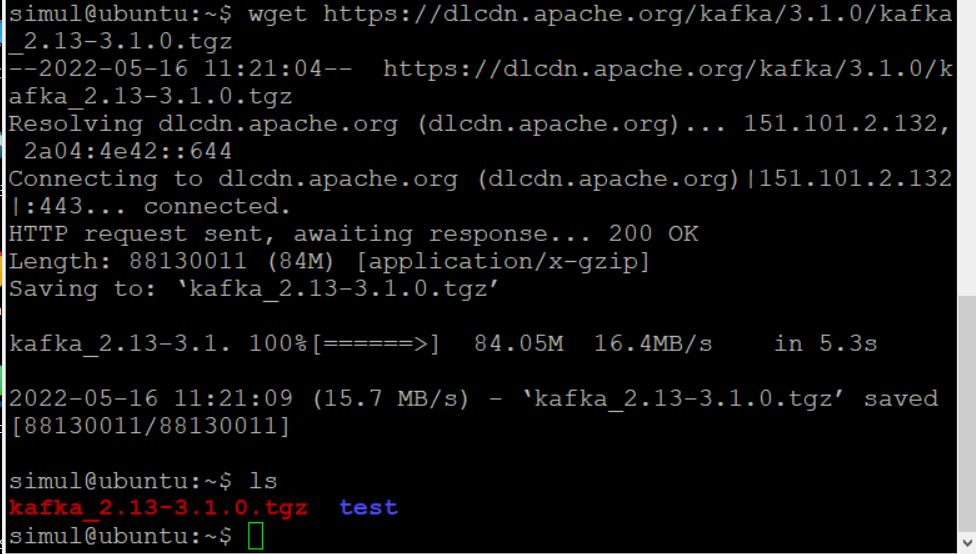 simul@ubuntu:~$ wget https://dlcdn.apache.org/kafka/3.1.0/kafka
_2.13-3.1.0.tgz
--2022-05-16 11:21:04--  https://dlcdn.apache.org/kafka/3.1.0/k
afka_2.13-3.1.0.tgz
Resolving dlcdn.apache.org (dlcdn.apache.org)... 151.101.2.132,
 2a04:4e42::644
Connecting to dlcdn.apache.org (dlcdn.apache.org)|151.101.2.132
|:443... connected.
HTTP request sent, awaiting response... 200 OK
Length: 88130011 (84M) [application/x-gzip]
Saving to: ‘kafka_2.13-3.1.0.tgz’
kafka_2.13-3.1. 100%[======>]  84.05M  16.4MB/s    in 5.3s
2022-05-16 11:21:09 (15.7 MB/s) - ‘kafka_2.13-3.1.0.tgz’ saved
[88130011/88130011]
simul@ubuntu:~$ ls
kafka_2.13-3.1.0.tgz  test
simul@ubuntu:~$